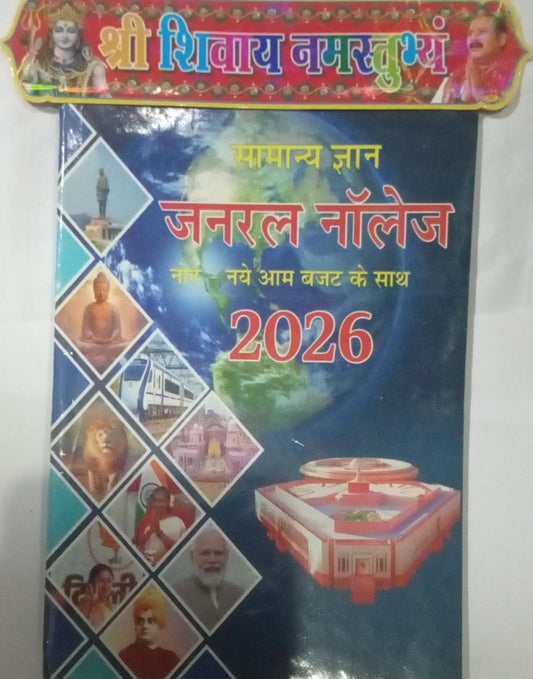 श्री शिवाय नमस्तुभ्यं
सामान्य ज्ञान
जनरल नॉलेज
नोट - नये आम बजट के साथ
2026
दिल्ली